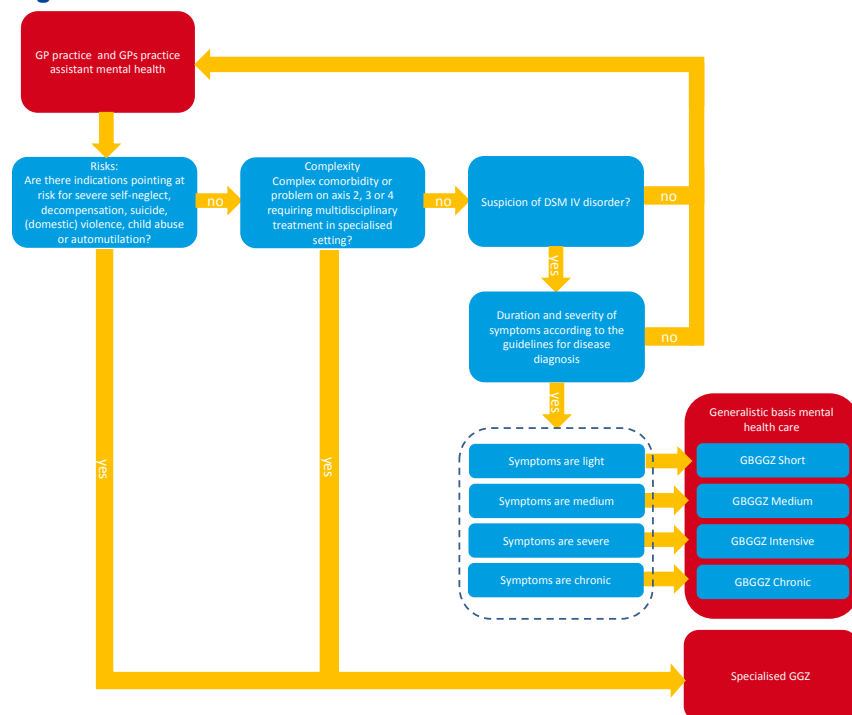 GP practice and GPs practice
assistant mental health
Risks:
Are there indications pointing at
risk for severe self-neglect,
decompensation, suicide,
(domestic) violence, child abuse
or automutilation?
no
Complexity
Complex comorbidity or
problem on axis 2, 3 or 4
requiring multidisciplinary
treatment in specialised
setting?
no
Suspicion of DSM IV disorder?
no
yes
Duration and severity of
symptoms according to the
guidelines for disease
diagnosis
no
yes
Generalistic basis mental
health care
Symptoms are light
GBGGZ Short
Symptoms are medium
GBGGZ Medium
Symptoms are severe
GBGGZ Intensive
Symptoms are chronic
GBGGZ Chronic
yes
yes
Specialised GGZ